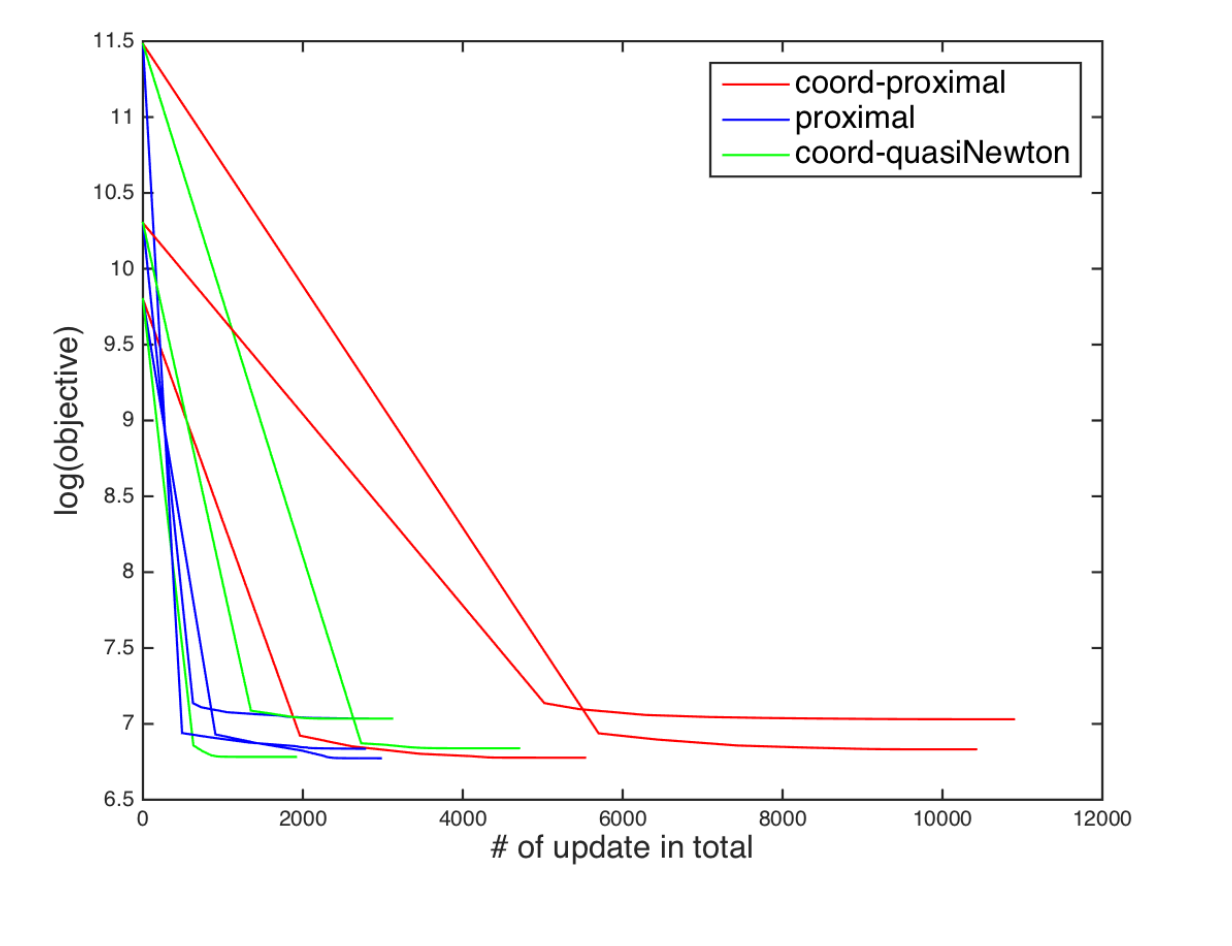 11.5
11
10.5
10
9.5
9
8.5
8
7.5
7
6.5
log(objective)
coord-proximal
proximal
coord-quasiNewton
0 2000 4000 6000 8000 10000 12000
# of update in total